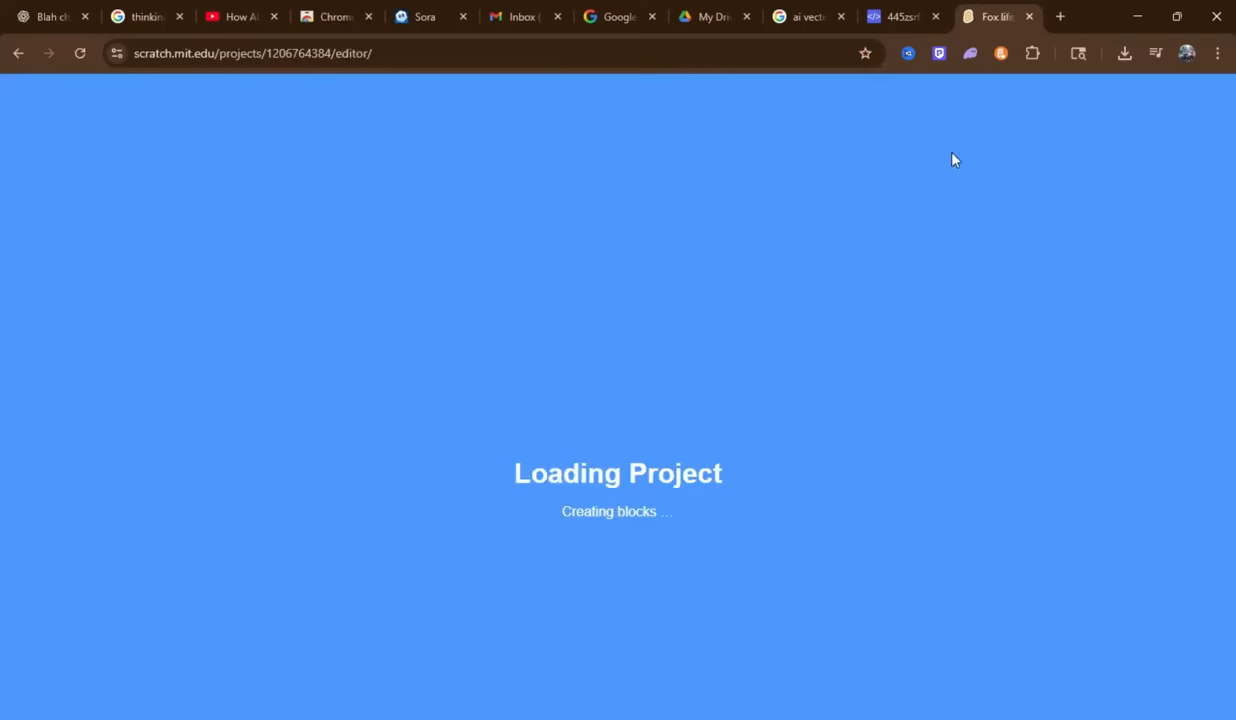 Blah ch
thinkin
How AI
Chrom
Sora
Inbox (
Google
My Dri
ai vect
445zsrl
Fox.life
scratch.mit.edu/projects/1206764384/editor/
Loading Project
Creating blocks ...